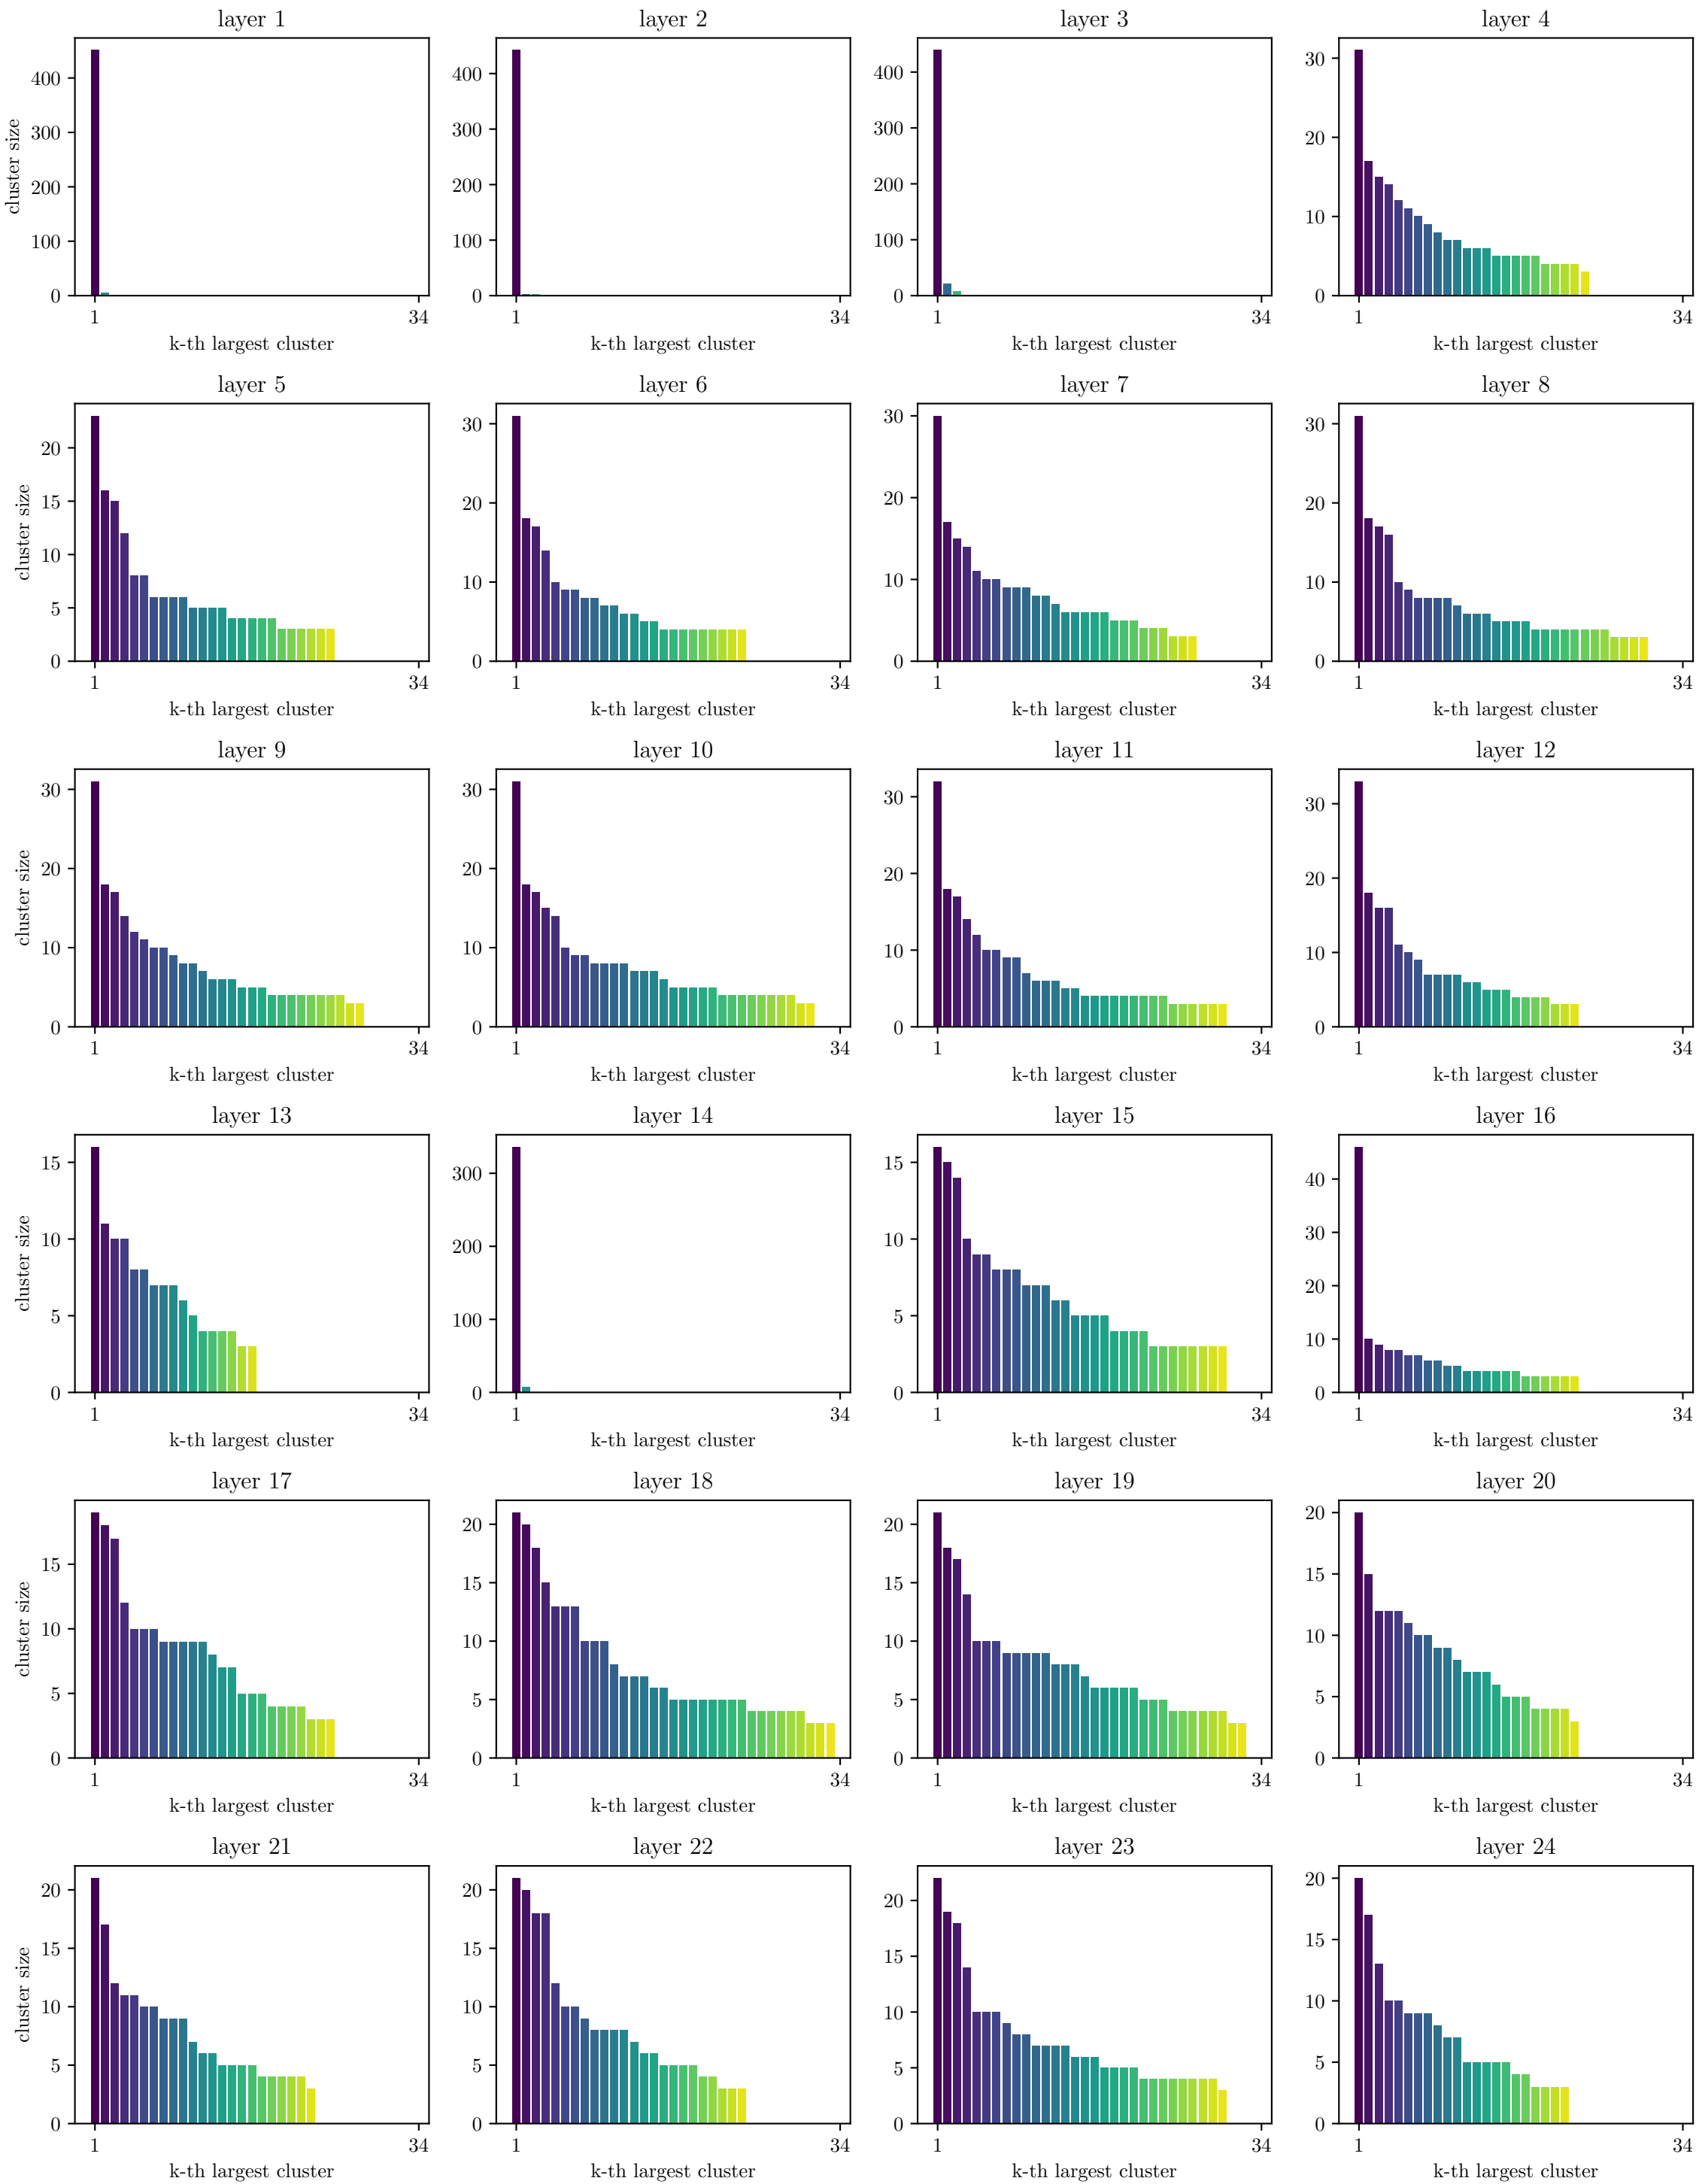 layer 1
layer 2
layer 3
layer 4
cluster size
400
300
200
100
0
400
300
200
100
0
400
300
200
100
0
30
20
10
0
1 34
1 34
1 34
1 34
k-th largest cluster
k-th largest cluster
k-th largest cluster
k-th largest cluster
layer 5
layer 6
layer 7
layer 8
cluster size
20
15
10
5
0
30
20
10
0
30
20
10
0
30
20
10
0
1 34
1 34
1 34
1 34
k-th largest cluster
k-th largest cluster
k-th largest cluster
k-th largest cluster
layer 9
layer 10
layer 11
layer 12
cluster size
30
20
10
0
30
20
10
0
30
20
10
0
30
20
10
0
1 34
1 34
1 34
1 34
k-th largest cluster
k-th largest cluster
k-th largest cluster
k-th largest cluster
layer 13
layer 14
layer 15
layer 16
cluster size
15
10
5
0
300
200
100
0
15
10
5
0
40
30
20
10
0
1 34
1 34
1 34
1 34
k-th largest cluster
k-th largest cluster
k-th largest cluster
k-th largest cluster
layer 17
layer 18
layer 19
layer 20
cluster size
15
10
5
0
20
15
10
5
0
20
15
10
5
0
20
15
10
5
0
1 34
1 34
1 34
1 34
k-th largest cluster
k-th largest cluster
k-th largest cluster
k-th largest cluster
layer 21
layer 22
layer 23
layer 24
cluster size
20
15
10
5
0
20
15
10
5
0
20
15
10
5
0
20
15
10
5
0
1 34
1 34
1 34
1 34
k-th largest cluster
k-th largest cluster
k-th largest cluster
k-th largest cluster